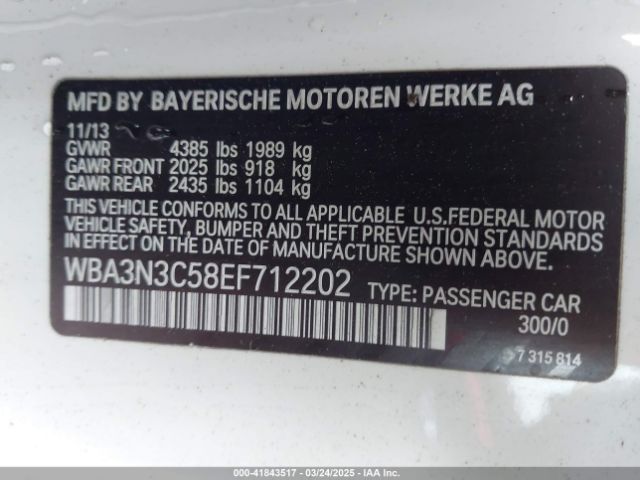 MFD BY BAYERISCHE MOTOREN WERKE AG
11/13
GVWR 4385 lbs 1989 kg
GAWR FRONT 2025 lbs 918 kg
GAWR REAR 2435 lbs 1104 kg
THIS VEHICLE CONFORMS TO ALL APPLICABLE U.S.FEDERAL MOTOR
VEHICLE SAFETY, BUMPER AND THEFT PREVENTION STANDARDS
IN EFFECT ON THE DATE OF MANUFACTURE SHOWN ABOVE.
WBA3N3C58EF712202 TYPE: PASSENGER CAR
300/0
7 315 814
000-41843517 - 03/24/2025 - IAA Inc.